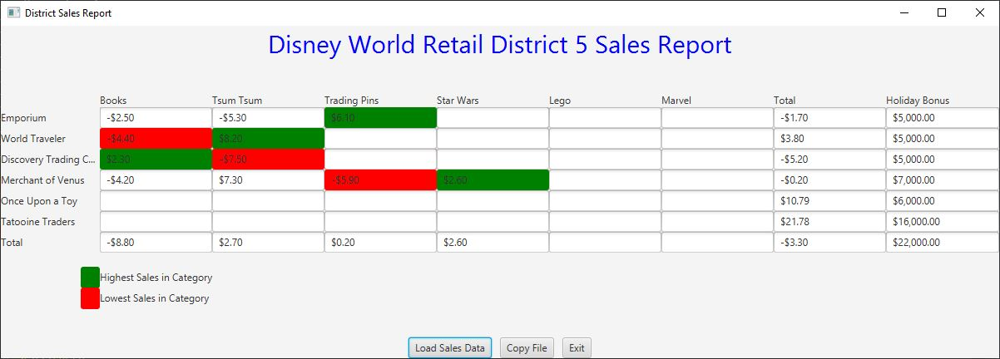 District Sales Report
Disney World Retail District 5 Sales Report
Books Tsum Tsum Trading Pins Star Wars Lego Marvel Total Holiday Bonus
Emporium -$2.50 -$5.30 $6.10 -$1.70 $5,000.00
World Traveler -$4.40 $8.20 $3.80 $5,000.00
Discovery Trading C... $2.30 -$7.50 -$5.20 $5,000.00
Merchant of Venus -$4.20 $7.30 -$5.90 $2.60 -$0.20 $7,000.00
Once Upon a Toy $10.79 $6,000.00
Tatooine Traders $21.78 $16,000.00
Total -$8.80 $2.70 $0.20 $2.60 -$3.30 $22,000.00
Highest Sales in Category
Lowest Sales in Category
Load Sales Data Copy File Exit